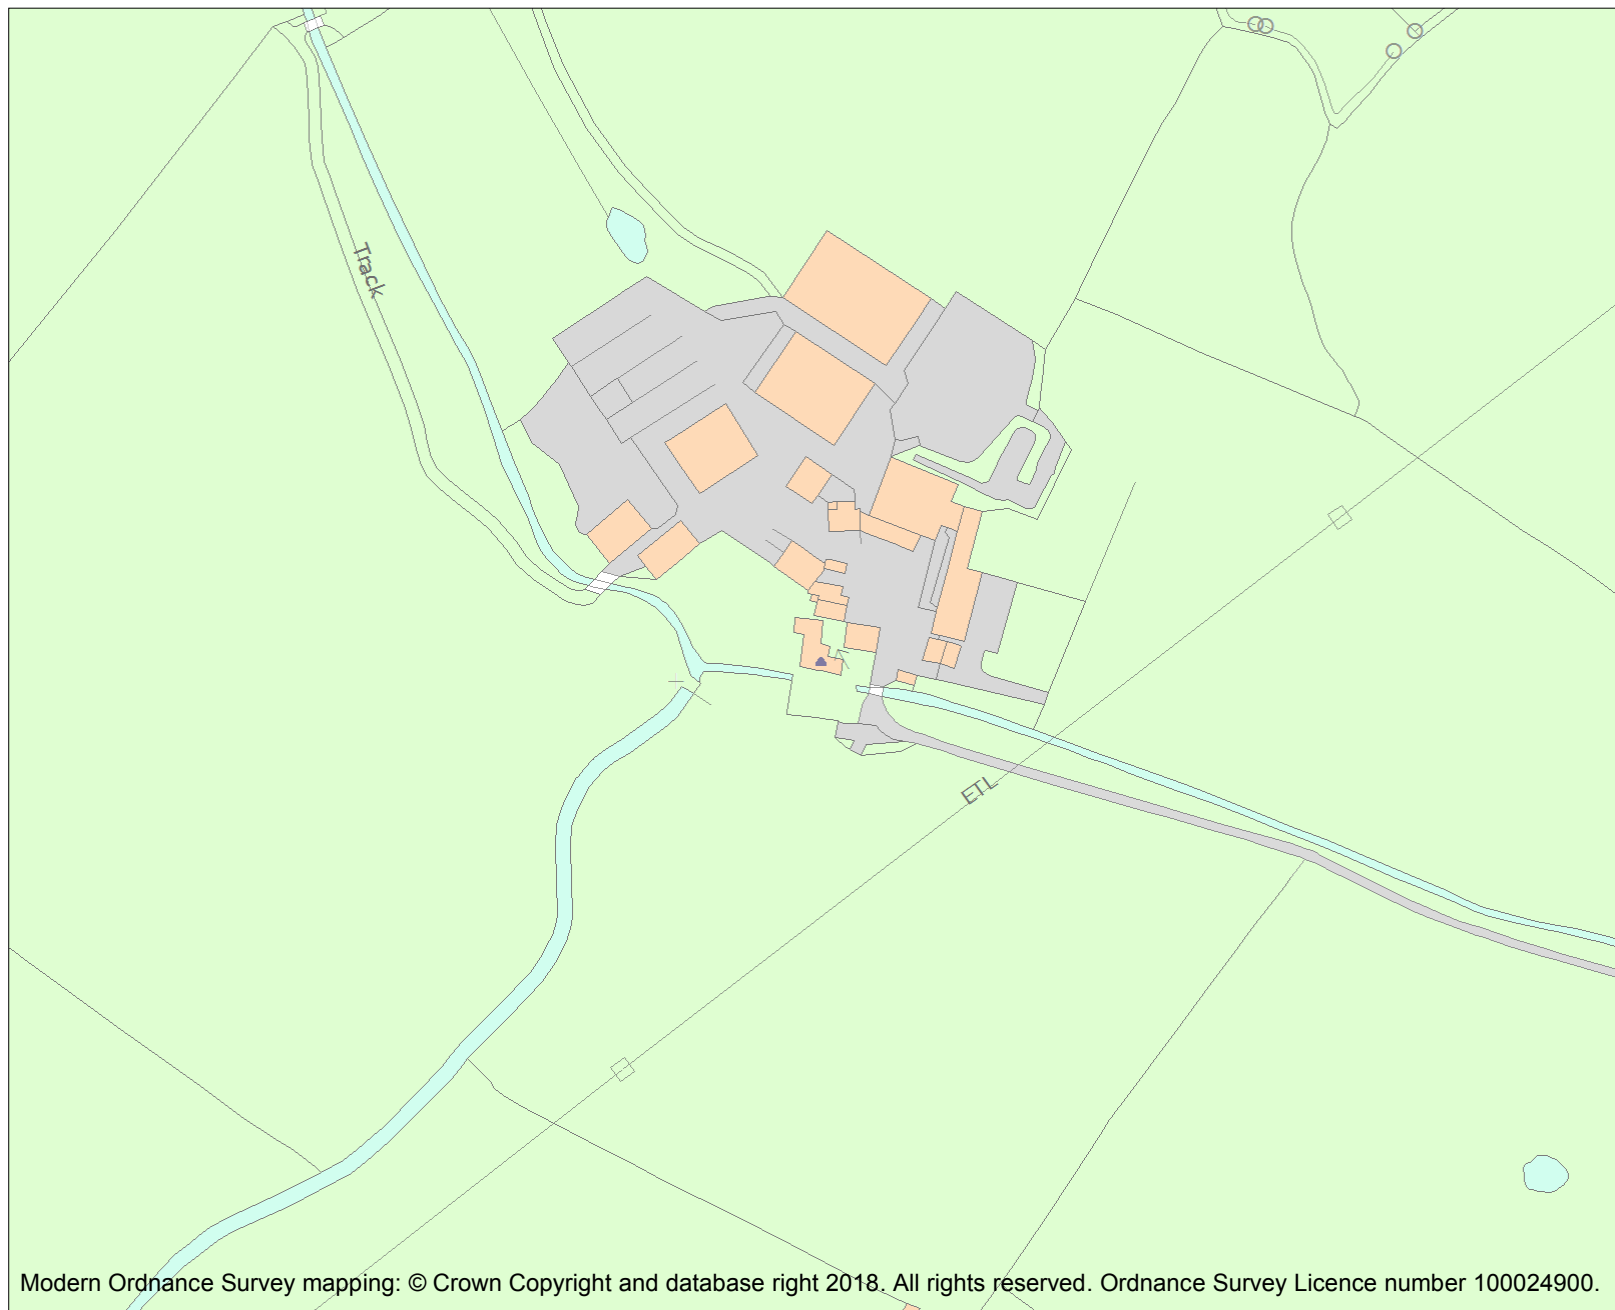 Track
ETL
Modern Ordnance Survey mapping: © Crown Copyright and database right 2018. All rights reserved. Ordnance Survey Licence number 100024900.